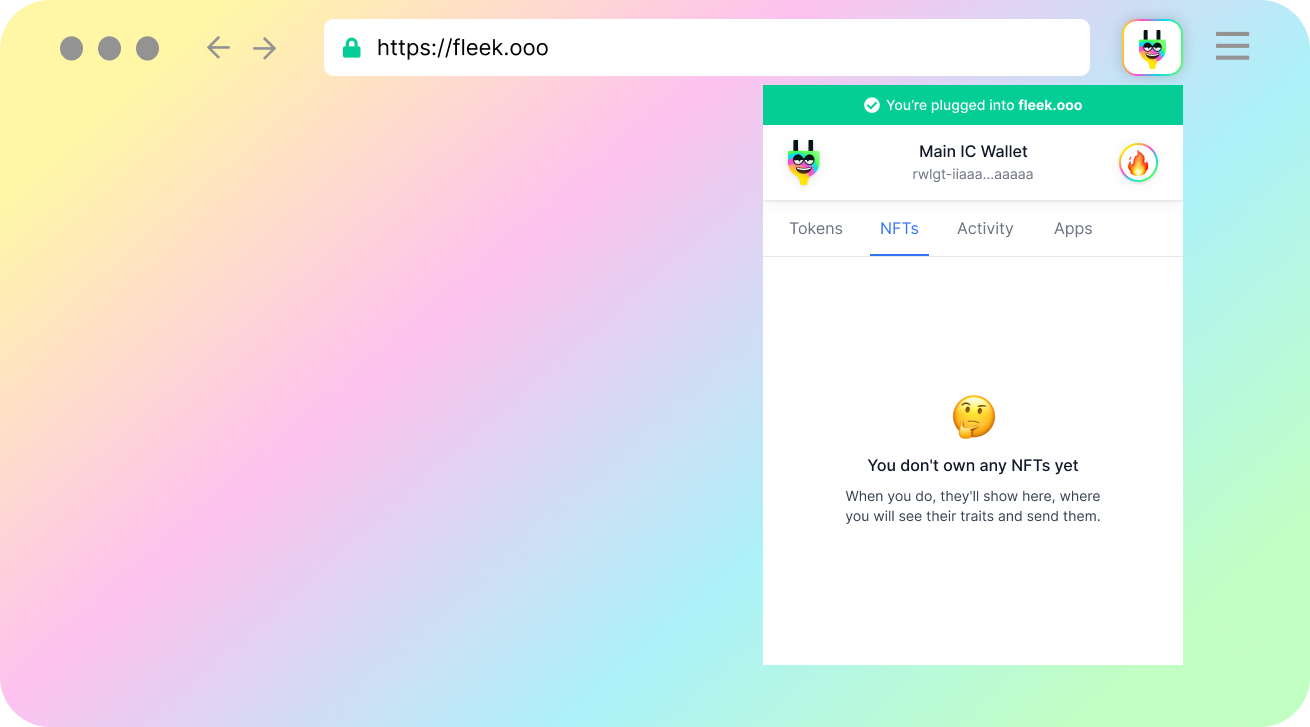 https://fleek.ooo
You’re plugged into fleek.ooo
Main IC Wallet
rwlgt-iiaaa...aaaaa
Tokens NFTs Activity Apps
You don't own any NFTs yet
When you do, they'll show here, where
you will see their traits and send them.